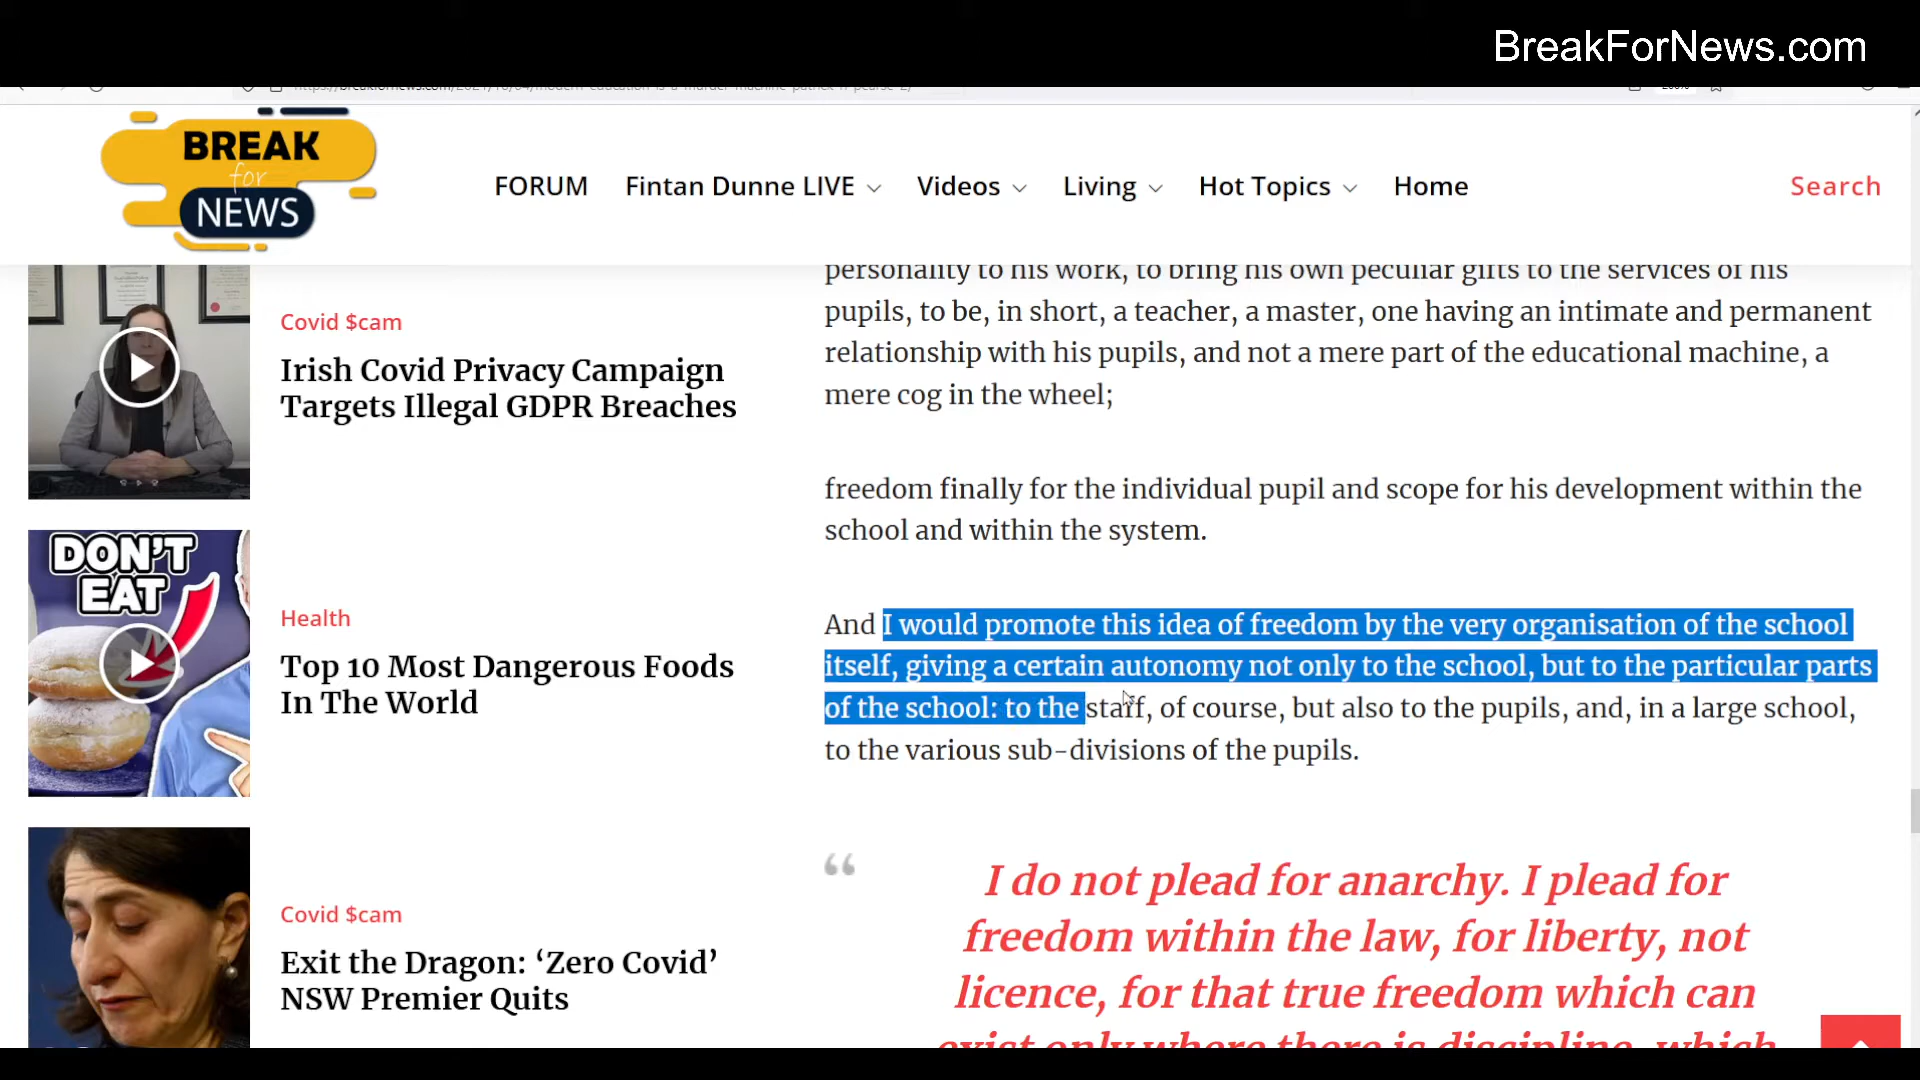 BreakForNews.com
BREAK
for
NEWS
FORUM
Fintan Dunne LIVE
Videos
Living
Hot Topics
Home
Search
Covid $cam
Irish Covid Privacy Campaign
Targets Illegal GDPR Breaches
DON'T
EAT
Health
Top 10 Most Dangerous Foods
In The World
Covid $cam
Exit the Dragon: ‘Zero Covid’
NSW Premier Quits
personality to his work, to bring his own peculiar gifts to the services of his
pupils, to be, in short, a teacher, a master, one having an intimate and permanent
relationship with his pupils, and not a mere part of the educational machine, a
mere cog in the wheel;
freedom finally for the individual pupil and scope for his development within the
school and within the system.
And I would promote this idea of freedom by the very organisation of the school
itself, giving a certain autonomy not only to the school, but to the particular parts
of the school: to the staff, of course, but also to the pupils, and, in a large school,
to the various sub-divisions of the pupils.
“
I do not plead for anarchy. I plead for
freedom within the law, for liberty, not
licence, for that true freedom which can
exist only where there is discipline, which